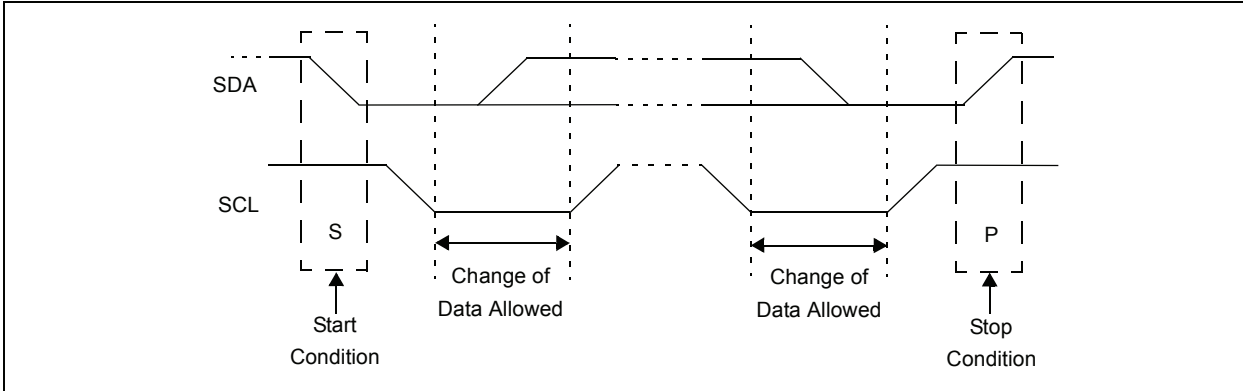 SDA
SCL
S
P
Change of
Data Allowed
Change of
Data Allowed
Start
Condition
Stop
Condition